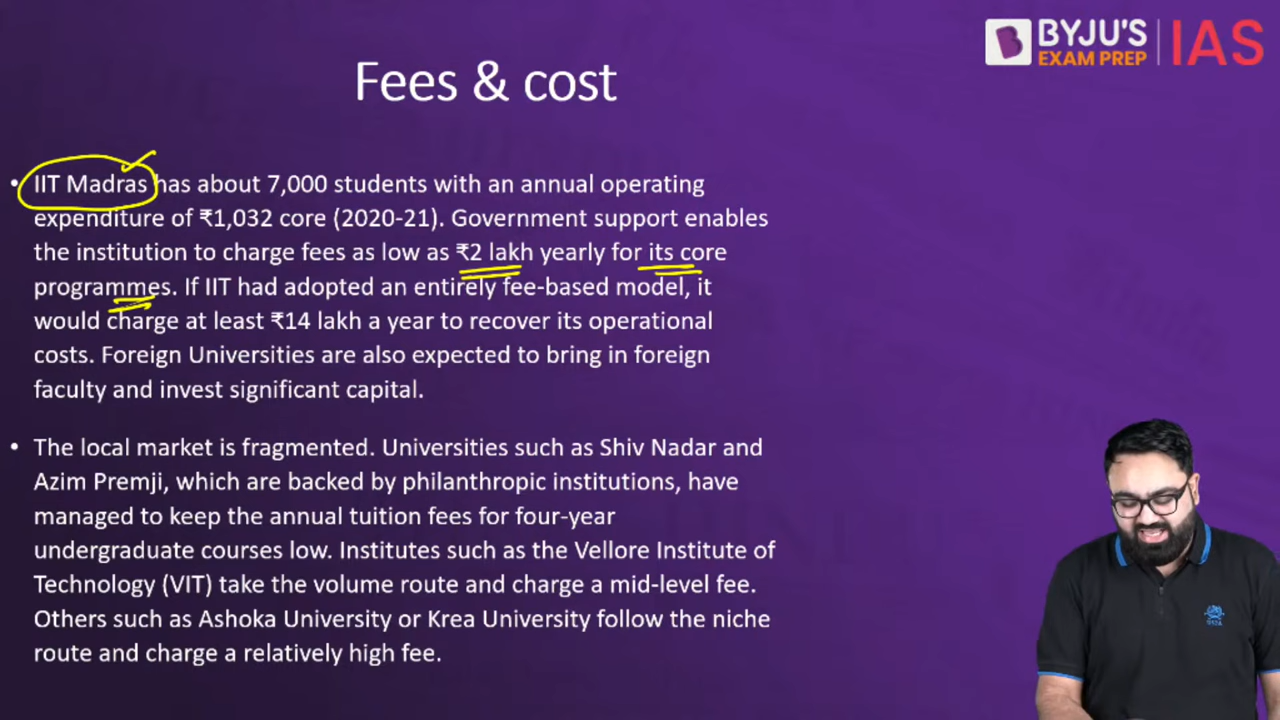 BYJU'S
EXAM PREP
IAS
Fees & cost
• IIT Madras has about 7,000 students with an annual operating
expenditure of ₹1,032 core (2020-21). Government support enables
the institution to charge fees as low as ₹2 lakh yearly for its core
programmes. If IIT had adopted an entirely fee-based model, it
would charge at least ₹14 lakh a year to recover its operational
costs. Foreign Universities are also expected to bring in foreign
faculty and invest significant capital.
• The local market is fragmented. Universities such as Shiv Nadar and
Azim Premji, which are backed by philanthropic institutions, have
managed to keep the annual tuition fees for four-year
undergraduate courses low. Institutes such as the Vellore Institute of
Technology (VIT) take the volume route and charge a mid-level fee.
Others such as Ashoka University or Krea University follow the niche
route and charge a relatively high fee.